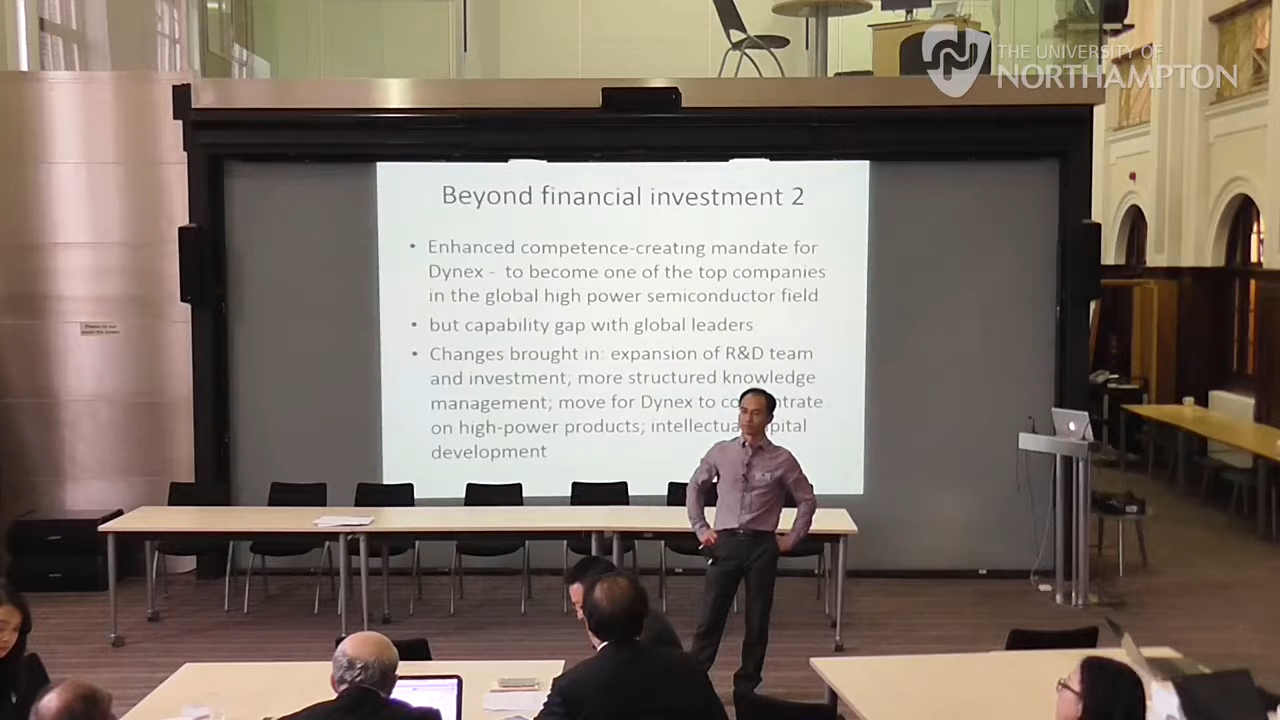 THE UNIVERSITY OF
NORTHAMPTON
Beyond financial investment 2
• Enhanced competence-creating mandate for
Dynex - to become one of the top companies
in the global high power semiconductor field
• but capability gap with global leaders
• Changes brought in: expansion of R&D team
and investment; more structured knowledge
management; move for Dynex to
on high-power products; intellectual
development